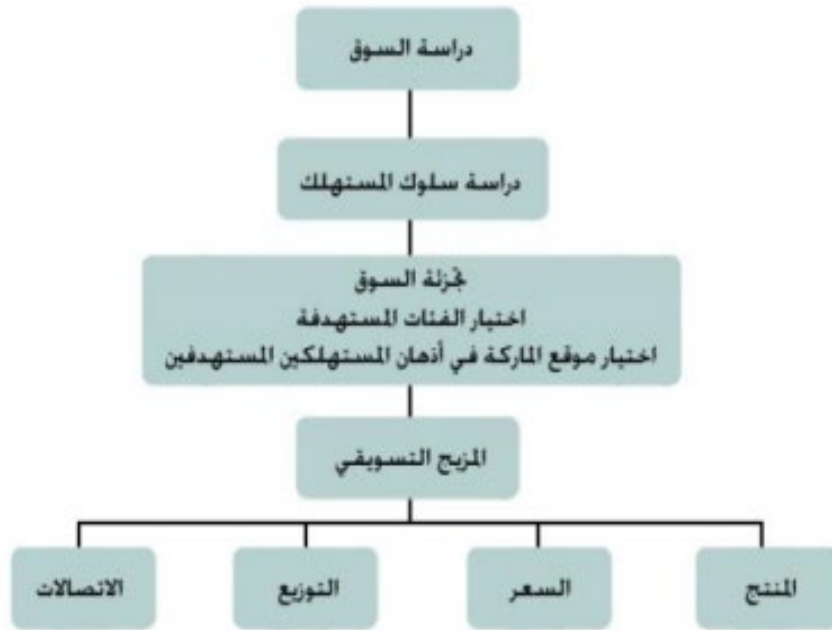 دراسة السوق
دراسة سلوك المستهلك
تجزئة السوق
اختيار الفئات المستهدفة
اختيار موقع الماركة في أذهان المستهلكين المستهدفين
المزيج التسويقي
المنتج
السعر
التوزيع
الاتصالات